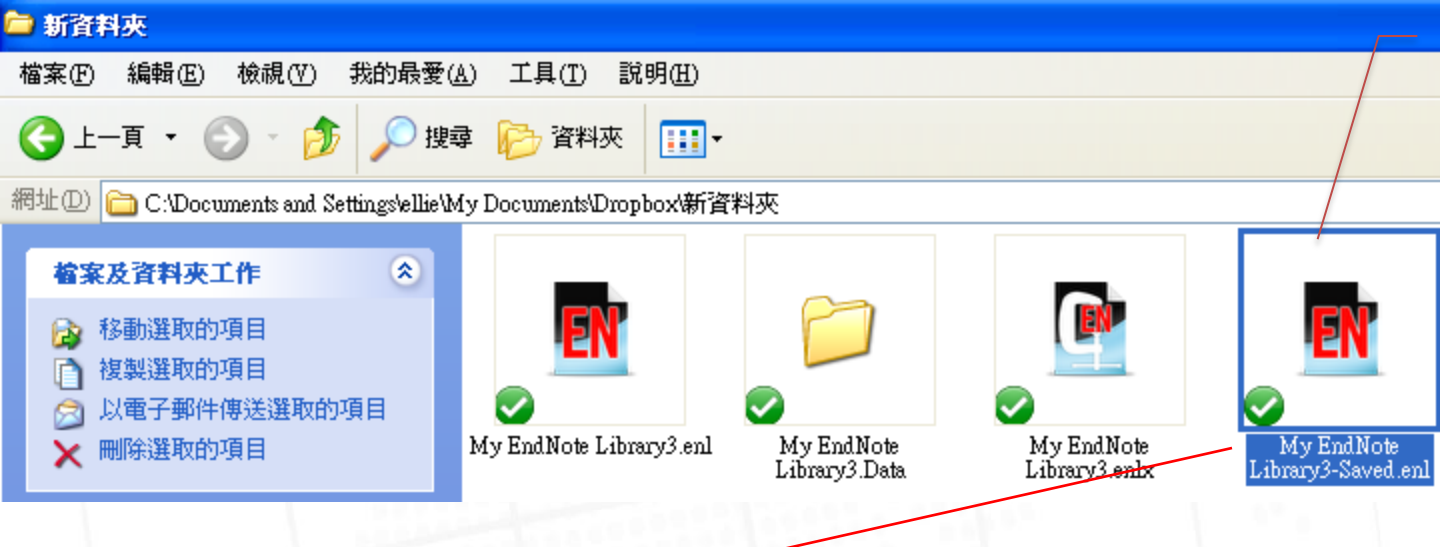 新資料夾
檔案(F) 編輯(E) 檢視(V) 我的最愛(A) 工具(T) 說明(H)
上一頁 搜尋 資料夾
網址(D) C:\Documents and Settings\ellie\My Documents\Dropbox\新資料夾
檔案及資料夾工作
移動選取的項目
複製選取的項目
以電子郵件傳送選取的項目
刪除選取的項目
EN
My EndNote Library3.enl
My EndNote
Library3.Data
EN
My EndNote
Library3.enlx
EN
My EndNote
Library3-Saved.enl